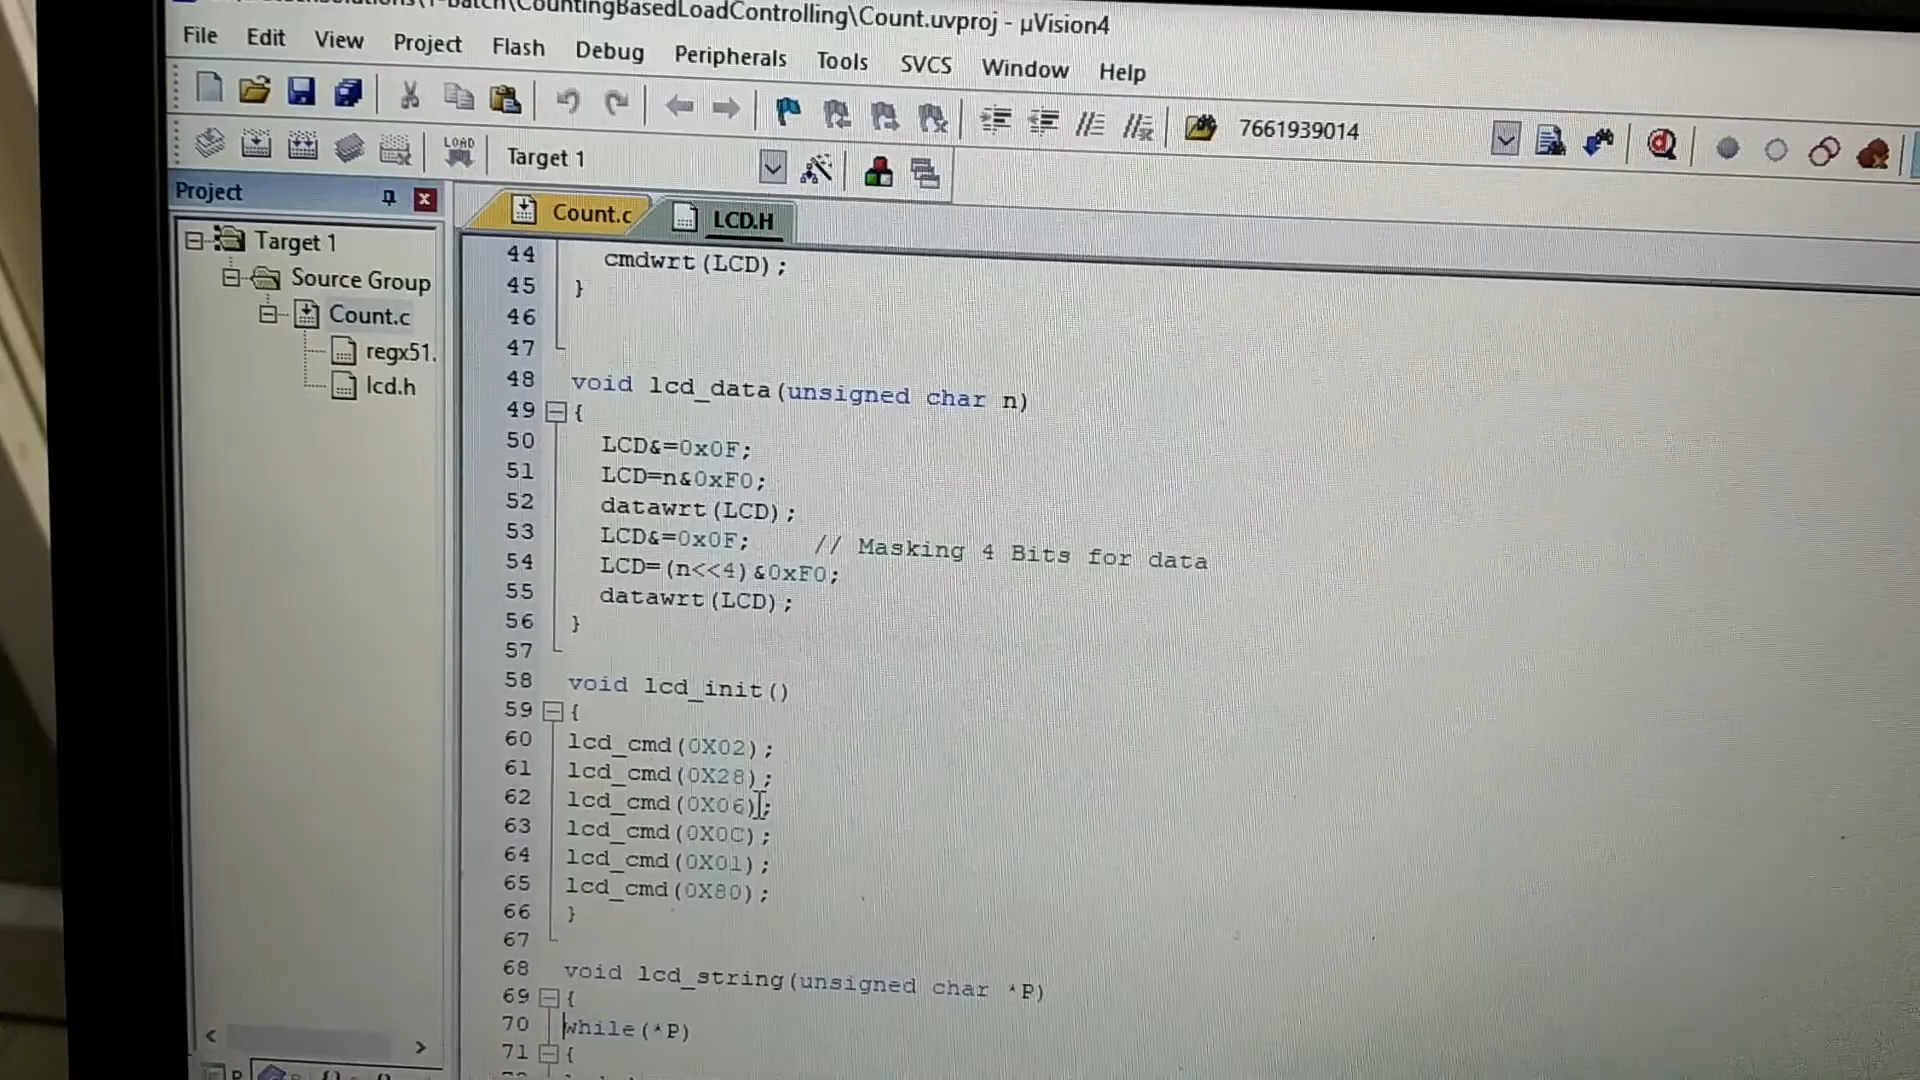 \CountingBasedLoadControlling\Count.uvproj - µVision4
File Edit View Project Flash Debug Peripherals Tools SVCS Window Help
7661939014
LOAD Target 1
Project
Count.c LCD.H
Target 1
Source Group
Count.c
regx51.
lcd.h
44 cmdwrt(LCD);
45 }
46
47
48 void lcd_data(unsigned char n)
49 {
50 LCD&=0x0F;
51 LCD=n&0xF0;
52 datawrt(LCD);
53 LCD&=0x0F; // Masking 4 Bits for data
54 LCD=(n<<4)&0xF0;
55 datawrt(LCD);
56 }
57
58 void lcd_init()
59 {
60 lcd_cmd(0X02);
61 lcd_cmd(0X28);
62 lcd_cmd(0X06);
63 lcd_cmd(0X0C);
64 lcd_cmd(0X01);
65 lcd_cmd(0X80);
66 }
67
68 void lcd_string(unsigned char *P)
69 {
70 while(*P)
71 {